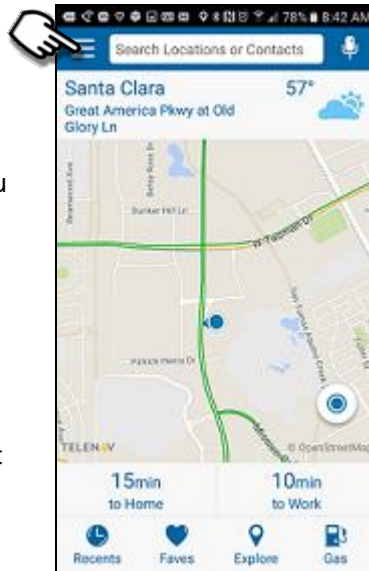 78% 8:42 AM
Search Locations or Contacts
Santa Clara
57°
Great America Pkwy at Old
Glory Ln
u
Bunker Hill Ln
W Tasman Dr
Patrick Henry Dr
t
TELENAV
© OpenStreetMap
15min
to Home
10min
to Work
Recents
Faves
Explore
Gas